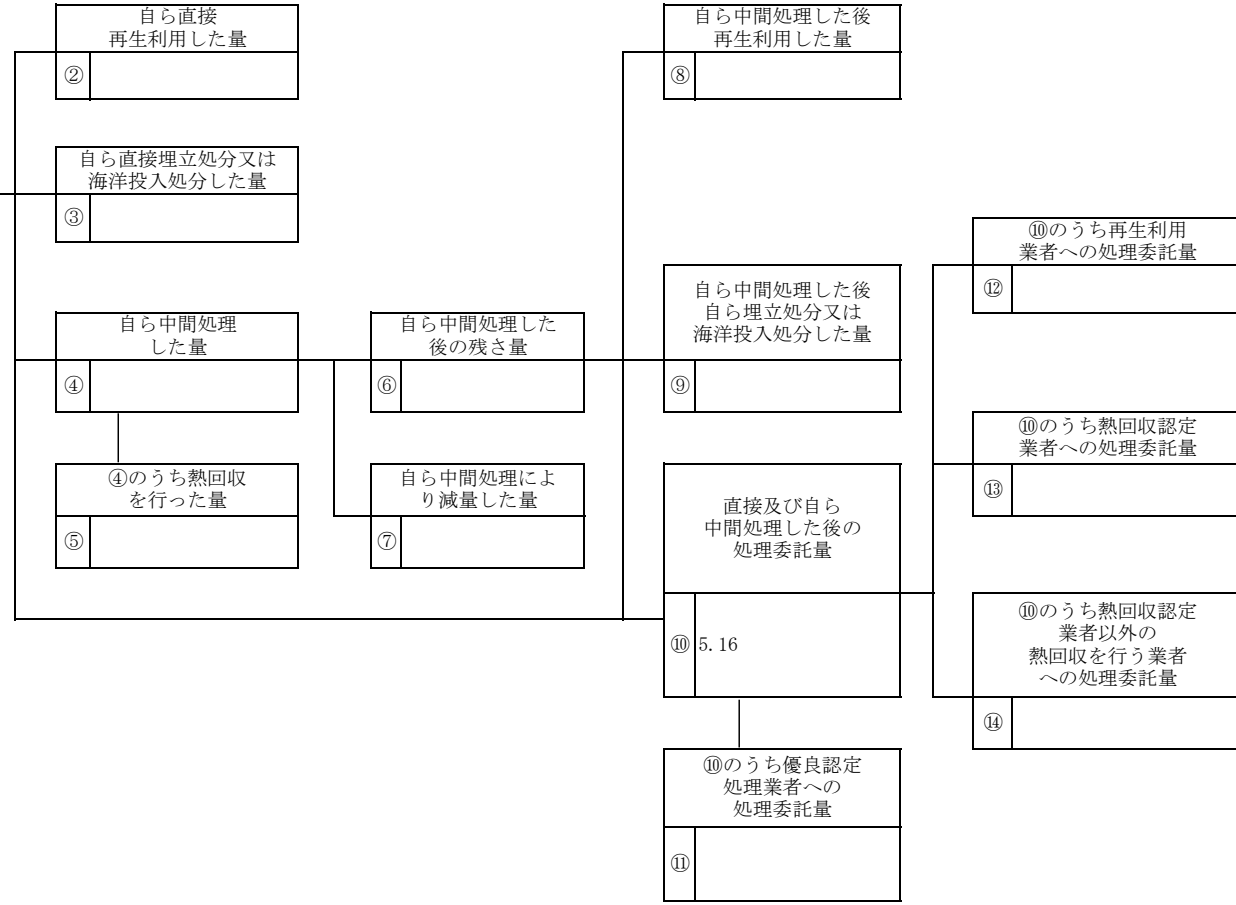 自ら直接
再生利用した量
②
自ら中間処理した後
再生利用した量
⑧
自ら直接埋立処分又は
海洋投入処分した量
③
⑩のうち再生利用
業者への処理委託量
⑫
自ら中間処理した後
自ら埋立処分又は
海洋投入処分した量
⑨
自ら中間処理
した量
④
自ら中間処理した
後の残さ量
⑥
⑩のうち熱回収認定
業者への処理委託量
⑬
④のうち熱回収
を行った量
⑤
自ら中間処理によ
り減量した量
⑦
直接及び自ら
中間処理した後の
処理委託量
⑩ 5.16
⑩のうち熱回収認定
業者以外の
熱回収を行う業者
への処理委託量
⑭
⑩のうち優良認定
処理業者への
処理委託量
⑪